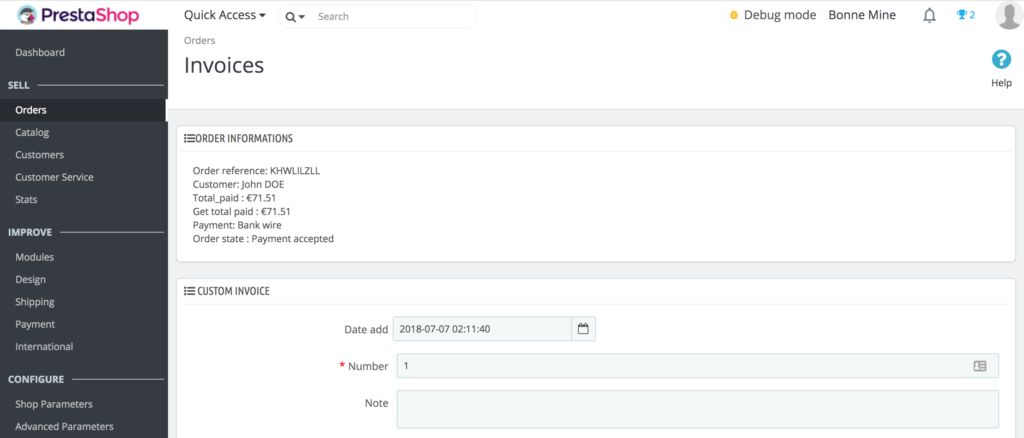 PrestaShop
Quick Access
Search
Debug mode
Bonne Mine
2
Dashboard
SELL
Orders
Catalog
Customers
Customer Service
Stats
IMPROVE
Modules
Design
Shipping
Payment
International
CONFIGURE
Shop Parameters
Advanced Parameters
Orders
Invoices
?
Help
ORDER INFORMATIONS
Order reference: KHWLILZLL
Customer: John DOE
Total_paid : €71.51
Get total paid : €71.51
Payment: Bank wire
Order state : Payment accepted
CUSTOM INVOICE
Date add 2018-07-07 02:11:40
* Number 1
Note